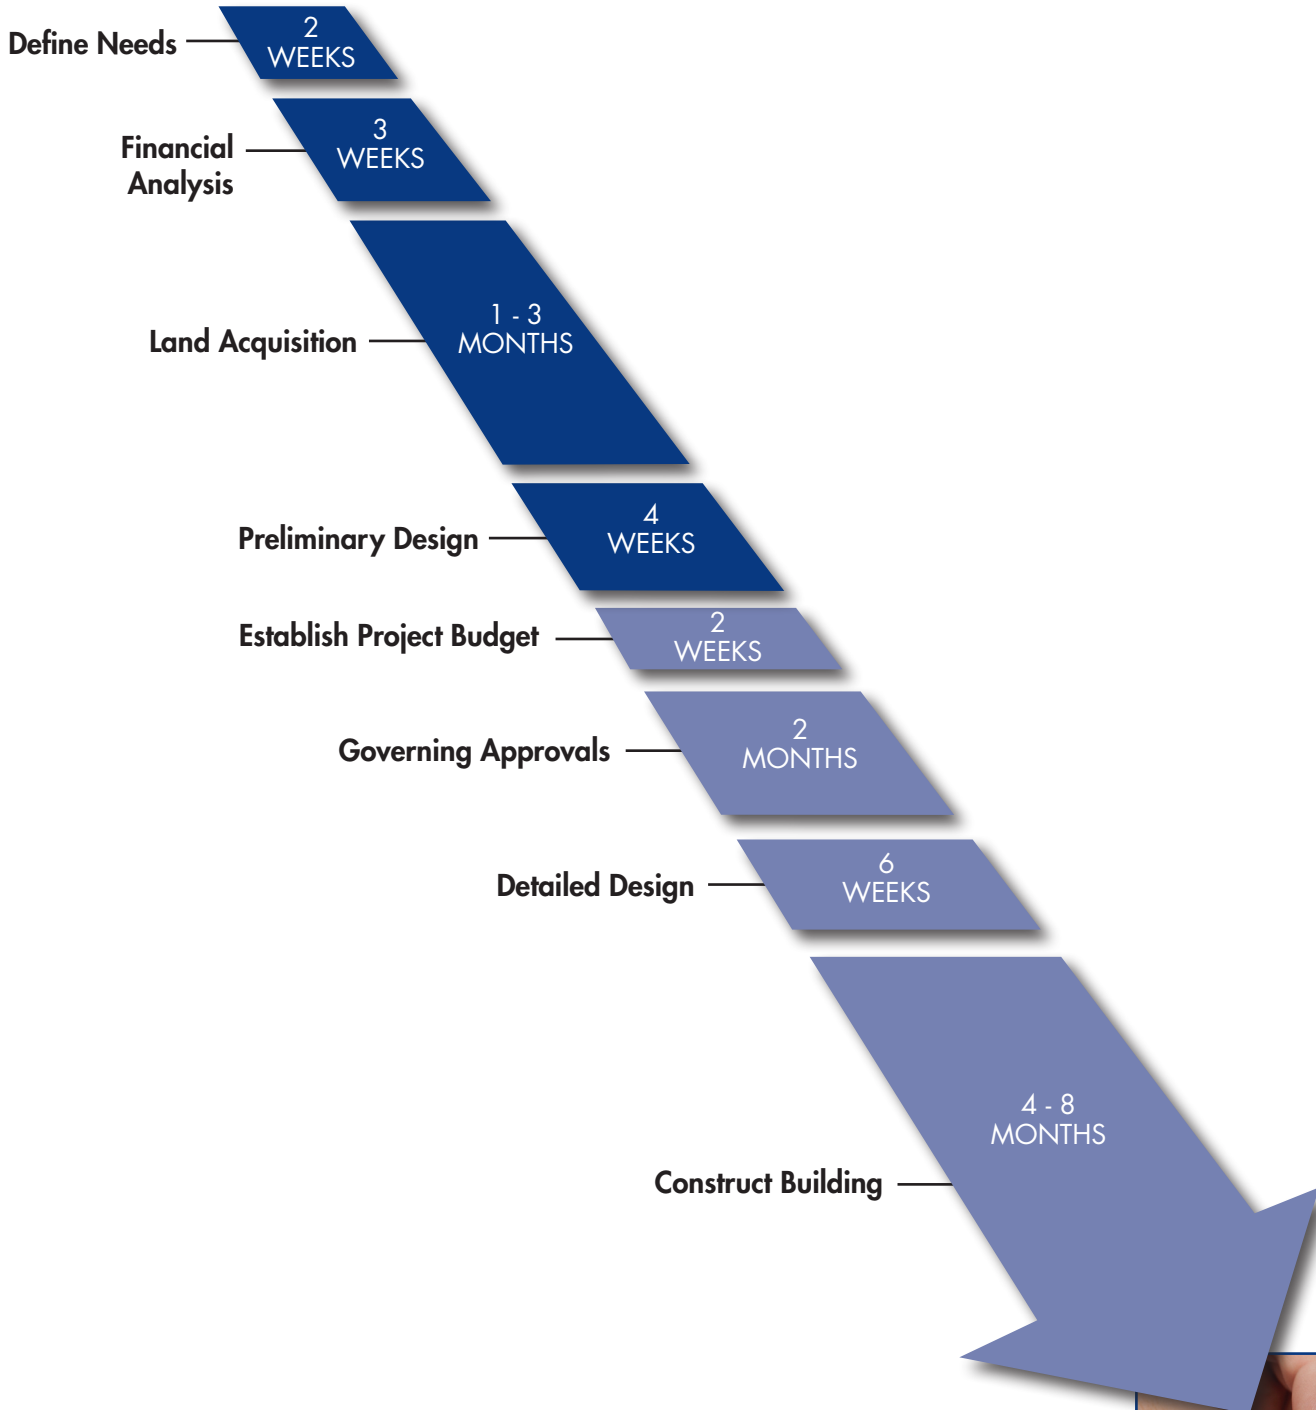 Define Needs
2
WEEKS
Financial
Analysis
3
WEEKS
Land Acquisition
1 - 3
MONTHS
Preliminary Design
4
WEEKS
Establish Project Budget
2
WEEKS
Governing Approvals
2
MONTHS
Detailed Design
6
WEEKS
Construct Building
4 - 8
MONTHS